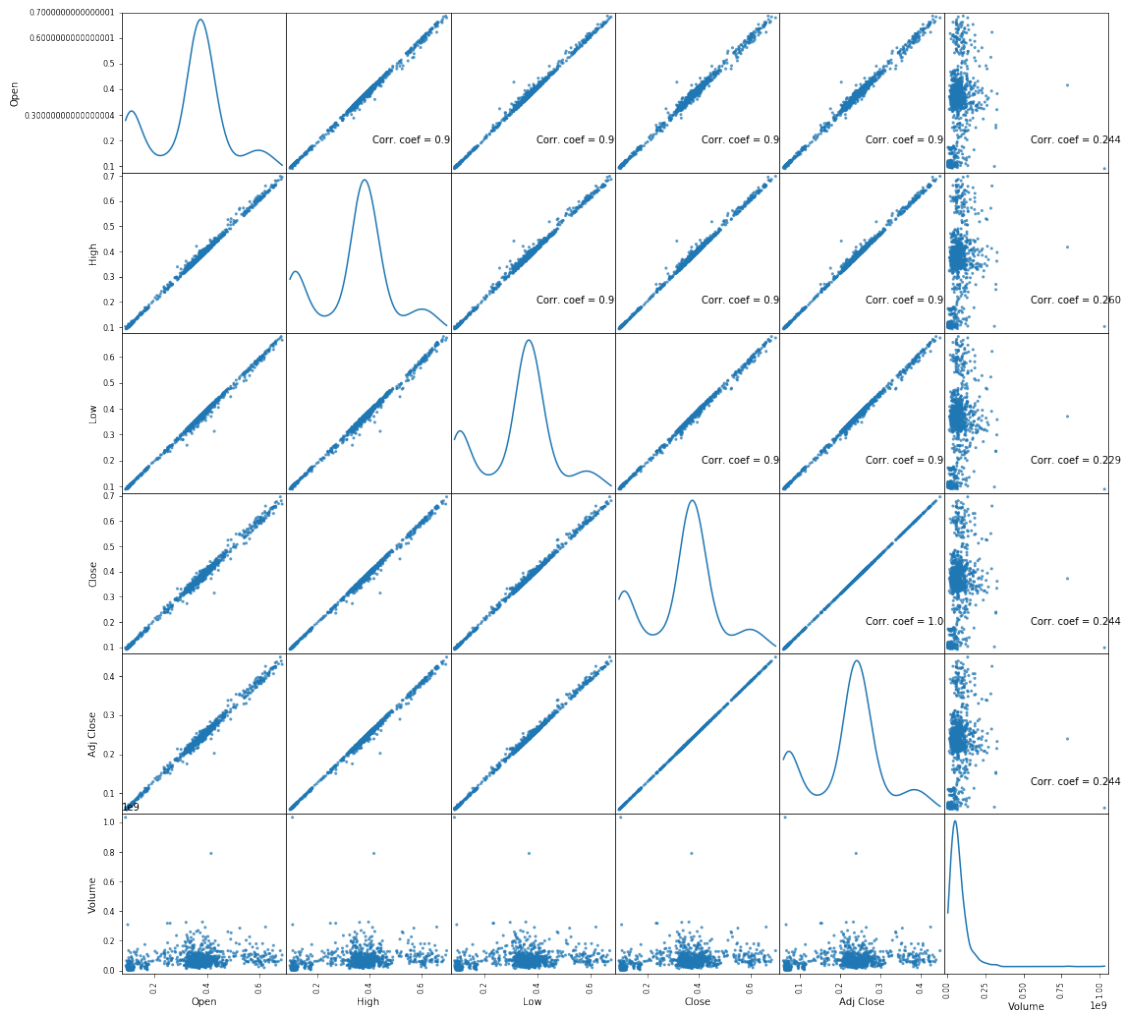 0.7000000000000001
0.6000000000000001
0.5
0.4
0.30000000000000004
0.2
0.1
Open
Corr. coef = 0.9
Corr. coef = 0.9
Corr. coef = 0.9
Corr. coef = 0.9
Corr. coef = 0.244
0.7
0.6
0.5
0.4
0.3
0.2
0.1
High
Corr. coef = 0.9
Corr. coef = 0.9
Corr. coef = 0.9
Corr. coef = 0.260
0.6
0.5
0.4
0.3
0.2
0.1
Low
Corr. coef = 0.9
Corr. coef = 0.9
Corr. coef = 0.229
0.7
0.6
0.5
0.4
0.3
0.2
0.1
Close
Corr. coef = 1.0
Corr. coef = 0.244
0.4
0.3
0.2
0.1
Adj Close
Corr. coef = 0.244
1e9
1.0
0.8
0.6
0.4
0.2
0.0
Volume
0.2 0.4 0.6
0.2 0.4 0.6
0.2 0.4 0.6
0.2 0.4 0.6
0.1 0.2 0.3 0.4
0.00 0.25 0.50 0.75 1.00
Open High Low Close Adj Close Volume
1e9